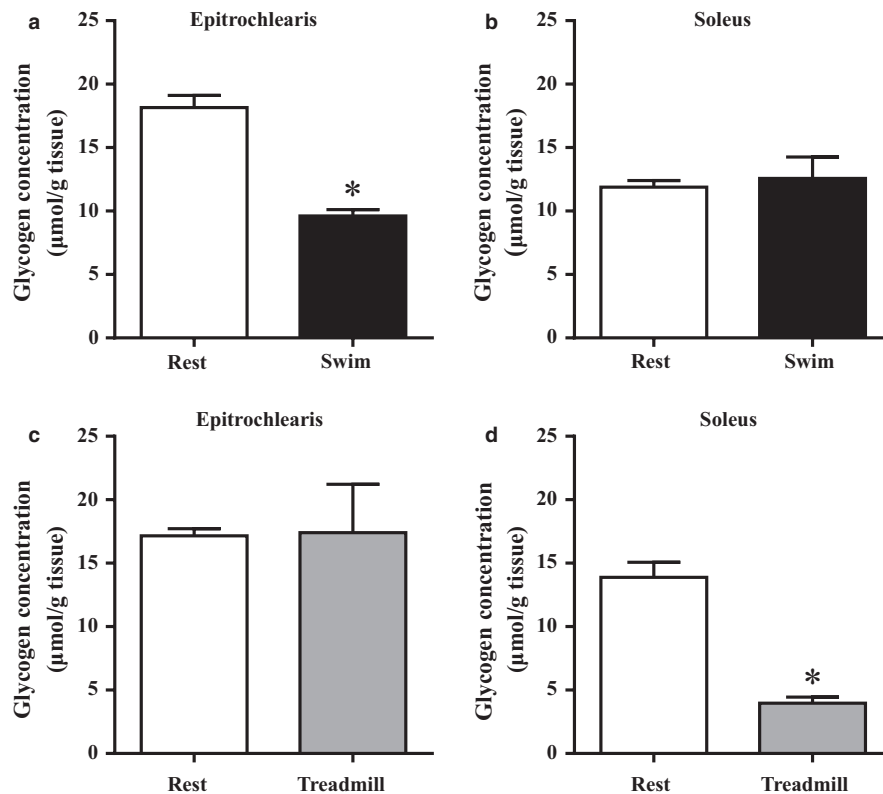 a
Epitrochlearis
Glycogen concentration
(µmol/g tissue)
25
20
15
10
5
0
*
Rest
Swim
b
Soleus
Glycogen concentration
(µmol/g tissue)
25
20
15
10
5
0
Rest
Swim
c
Epitrochlearis
Glycogen concentration
(µmol/g tissue)
25
20
15
10
5
0
Rest
Treadmill
d
Soleus
Glycogen concentration
(µmol/g tissue)
25
20
15
10
5
0
*
Rest
Treadmill